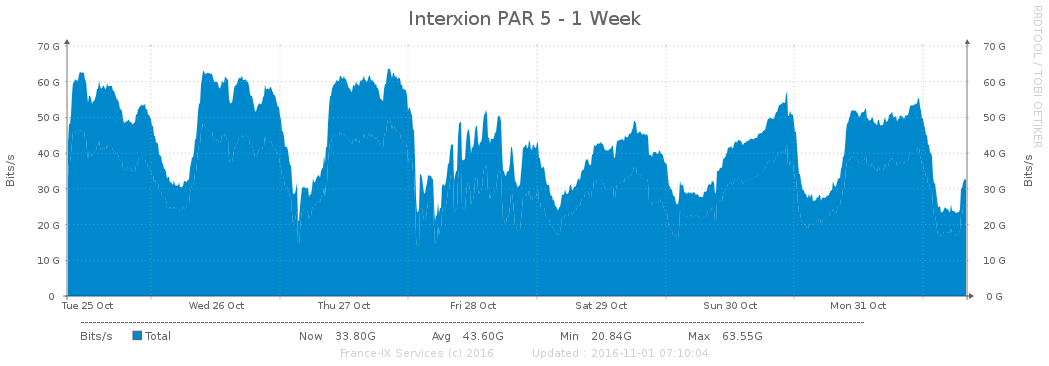 Interxion PAR 5 - 1 Week
RRDTOOL / TOBI OETIKER
70 G 70 G
60 G 60 G
50 G 50 G
40 G 40 G
30 G 30 G
20 G 20 G
10 G 10 G
0 0 G
Bits/s
Bits/s
Tue 25 Oct Wed 26 Oct Thu 27 Oct Fri 28 Oct Sat 29 Oct Sun 30 Oct Mon 31 Oct
Bits/s Total Now 33.80G Avg 43.60G Min 20.84G Max 63.55G
France-IX Services (c) 2016 Updated : 2016-11-01 07:10:04